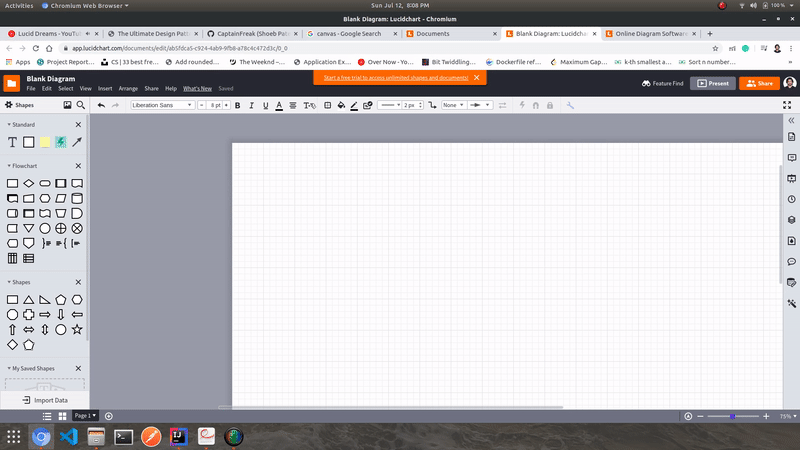 Activities Chromium Web Browser Sun Jul 12, 8:08 PM 100 %
Blank Diagram: Lucidchart - Chromium
Lucid Dreams - YouTu The Ultimate Design Patt CaptainFreak (Shoeb Pate canvas - Google Search Documents Blank Diagram: Lucidcha Online Diagram Software
app.lucidchart.com/documents/edit/ab5fdca5-c924-4ab9-9fb8-a78c4c472d3c/0_0
Apps Project Report... CS | 33 best free... Add rounded... The Weeknd –... Application Ex... Over Now - Yo... Bit Twiddling... Dockerfile ref... Maximum Gap... k-th smallest a... Sort n number...
Blank Diagram
Start a free trial to access unlimited shapes and documents!
File Edit Select View Insert Arrange Share Help What's New Saved
Feature Find Present Share
Shapes
Liberation Sans 8 pt B I U A T 2 px None
Standard
T
Flowchart
Shapes
My Saved Shapes
Import Data
Page 1
75%